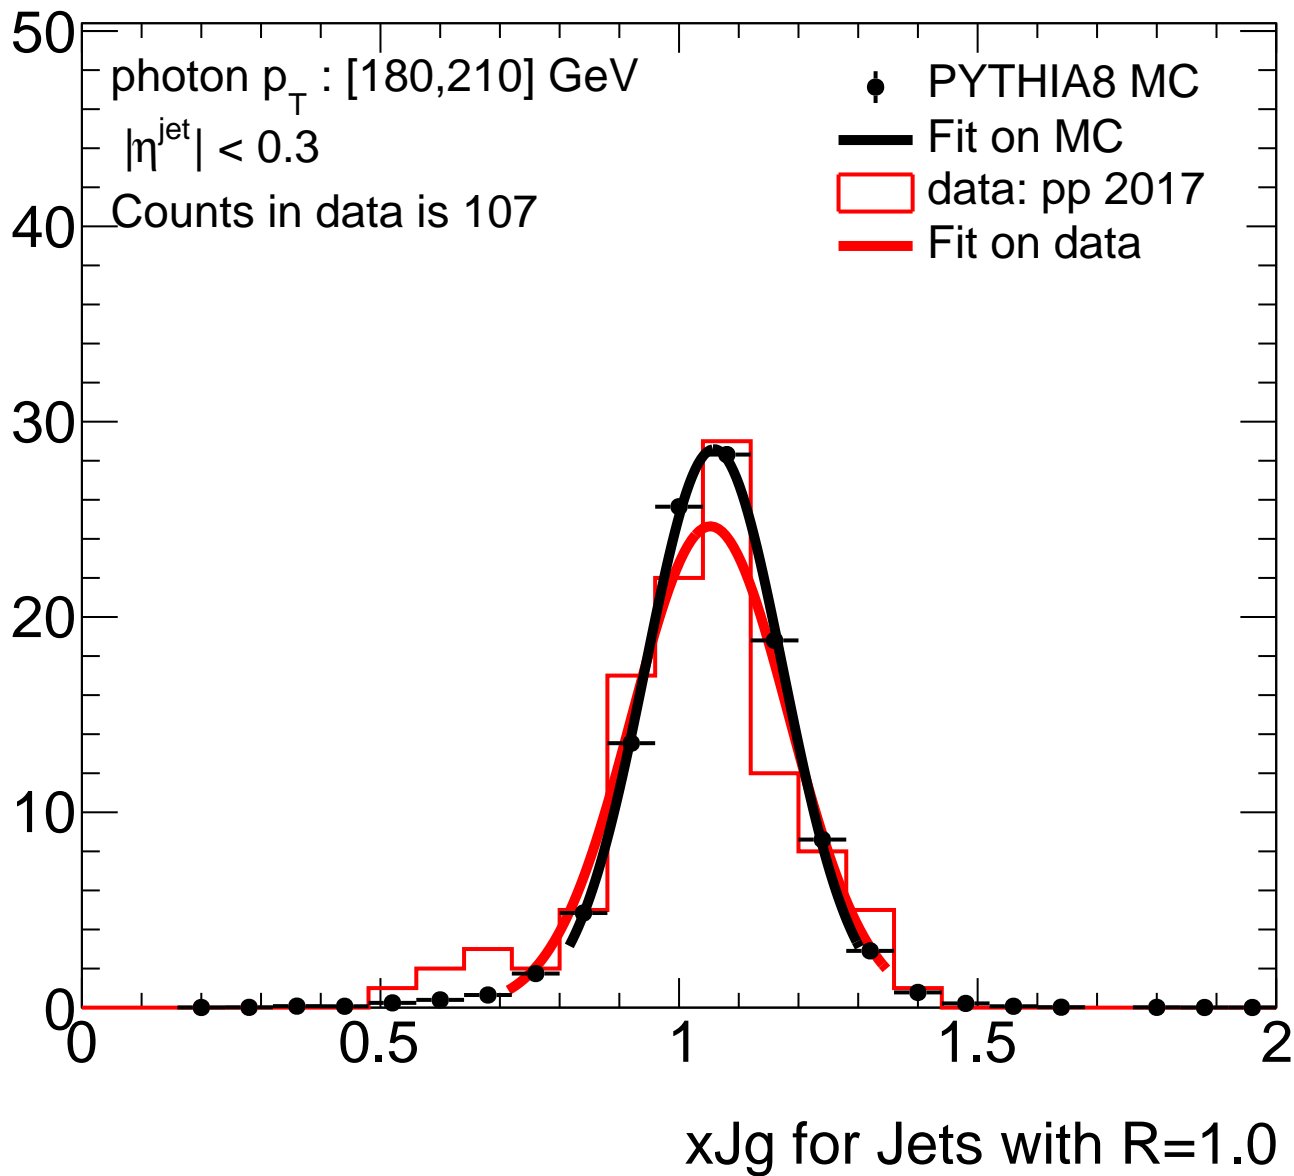 photon p_T : [180,210] GeV
|η^jet| < 0.3
Counts in data is 107
PYTHIA8 MC
Fit on MC
data: pp 2017
Fit on data
50
40
30
20
10
0
0 0.5 1 1.5 2
xJg for Jets with R=1.0